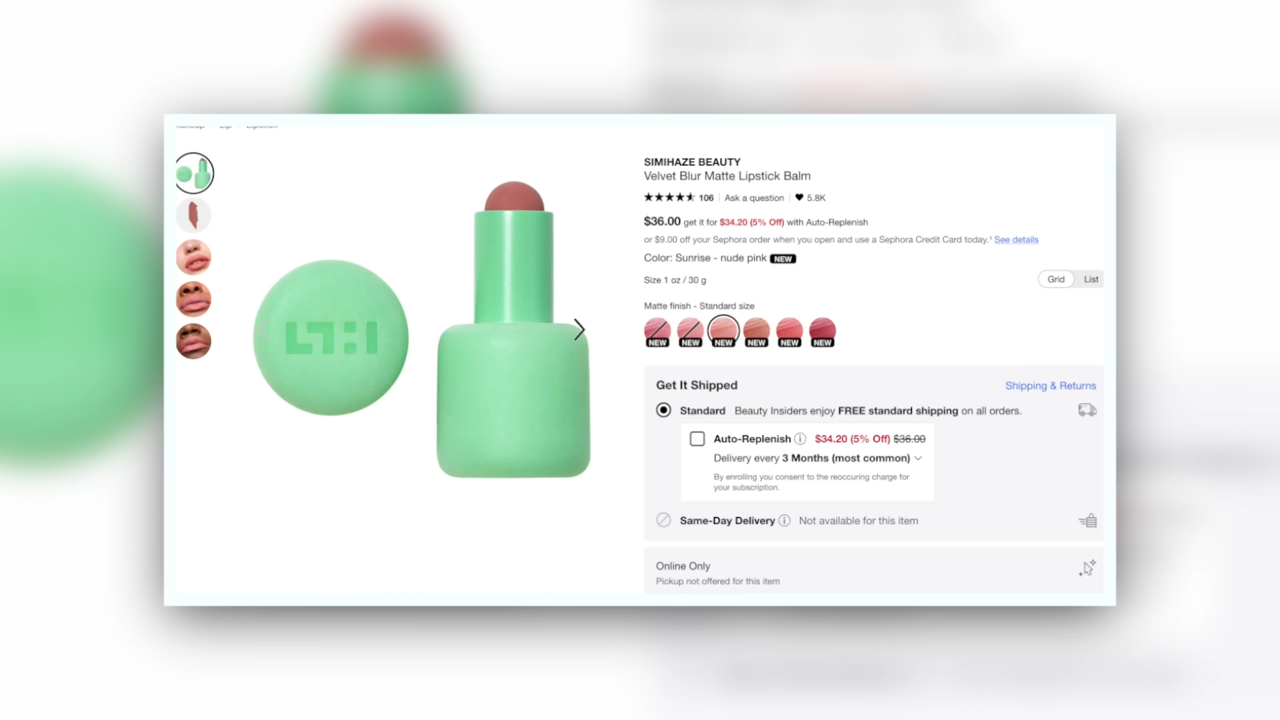 SIMIHAZE BEAUTY
Velvet Blur Matte Lipstick Balm
106 Ask a question 5.8K
$36.00 get it for $34.20 (5% Off) with Auto-Replenish
or $9.00 off your Sephora order when you open and use a Sephora Credit Card today.¹ See details
Color: Sunrise - nude pink NEW
Size 1 oz / 30 g
Grid List
Matte finish - Standard size
NEW NEW NEW NEW NEW NEW
Get It Shipped Shipping & Returns
Standard Beauty Insiders enjoy FREE standard shipping on all orders.
Auto-Replenish $34.20 (5% Off) $36.00
Delivery every 3 Months (most common)
By enrolling you consent to the reoccuring charge for
your subscription.
Same-Day Delivery Not available for this item
Online Only
Pickup not offered for this item